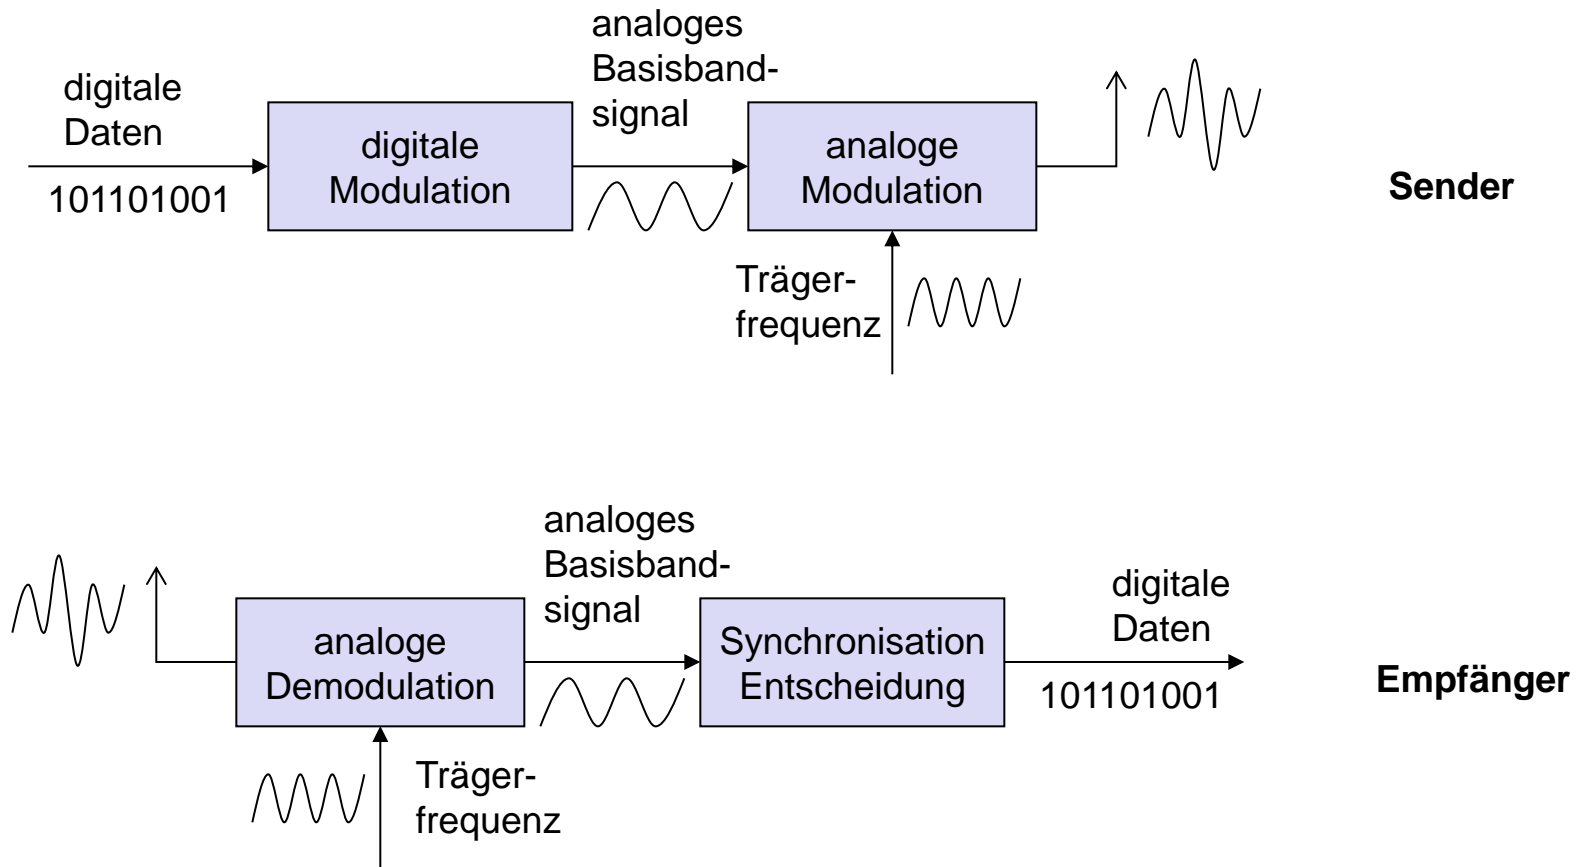 digitale
Daten
101101001
digitale
Modulation
analoges
Basisband-
signal
analoge
Modulation
Träger-
frequenz
Sender
analoge
Demodulation
Träger-
frequenz
analoges
Basisband-
signal
Synchronisation
Entscheidung
digitale
Daten
101101001
Empfänger